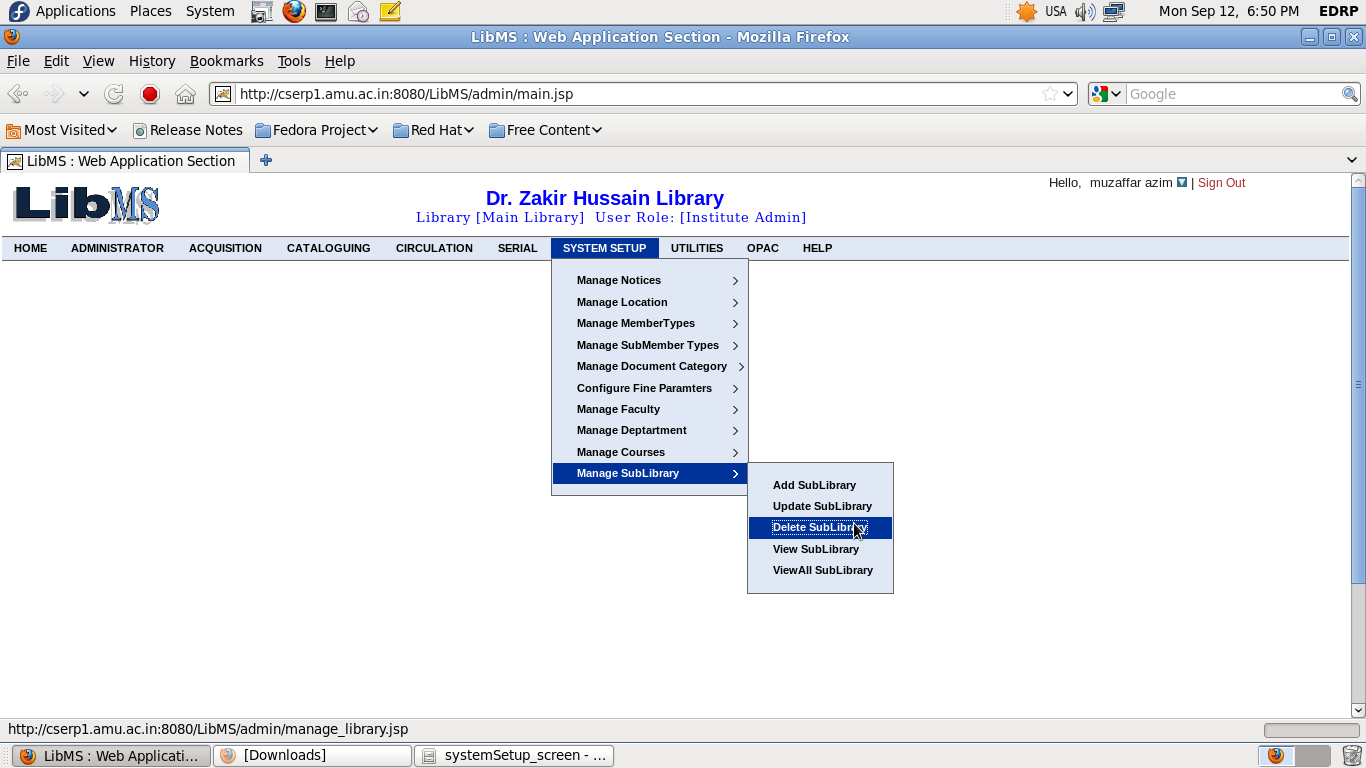 Applications Places System USA Mon Sep 12, 6:50 PM EDRP
LibMS : Web Application Section - Mozilla Firefox
File Edit View History Bookmarks Tools Help
http://cserp1.amu.ac.in:8080/LibMS/admin/main.jsp Google
Most Visited Release Notes Fedora Project Red Hat Free Content
LibMS : Web Application Section
Hello, muzaffar azim | Sign Out
LibMS Dr. Zakir Hussain Library
Library [Main Library] User Role: [Institute Admin]
HOME ADMINISTRATOR ACQUISITION CATALOGUING CIRCULATION SERIAL SYSTEM SETUP UTILITIES OPAC HELP
Manage Notices
Manage Location
Manage MemberTypes
Manage SubMember Types
Manage Document Category
Configure Fine Paramters
Manage Faculty
Manage Deptartment
Manage Courses
Manage SubLibrary
Add SubLibrary
Update SubLibrary
Delete SubLibrary
View SubLibrary
ViewAll SubLibrary
http://cserp1.amu.ac.in:8080/LibMS/admin/manage_library.jsp
LibMS : Web Applicati... [Downloads] systemSetup_screen - ...